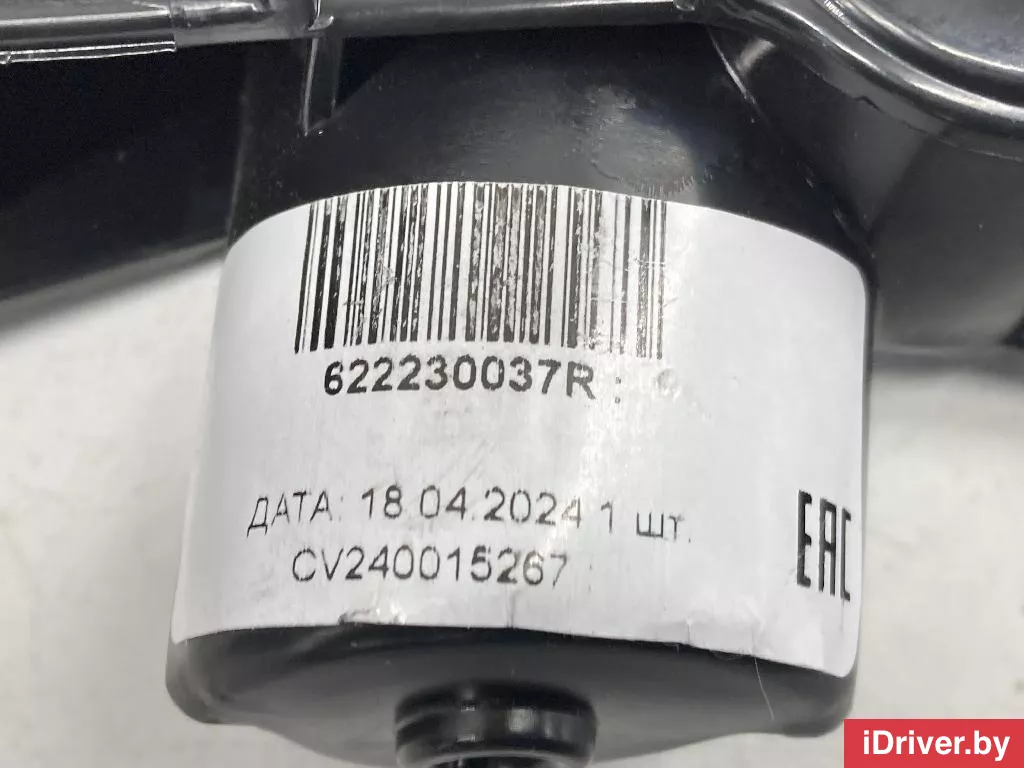 622230037R :
ДАТА: 18.04.2024 1 шт.
CV240015267 :
EAC
iDriver.by